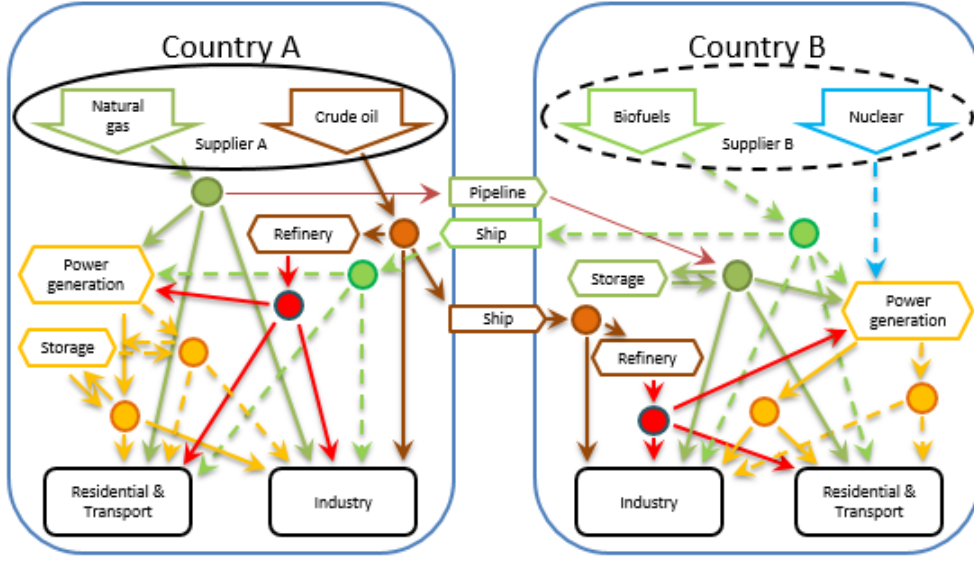 Country A
Country B
Natural
gas
Crude oil
Supplier A
Biofuels
Nuclear
Supplier B
Pipeline
Refinery
Ship
Power
generation
Storage
Power
generation
Ship
Storage
Refinery
Residential &
Transport
Industry
Industry
Residential &
Transport